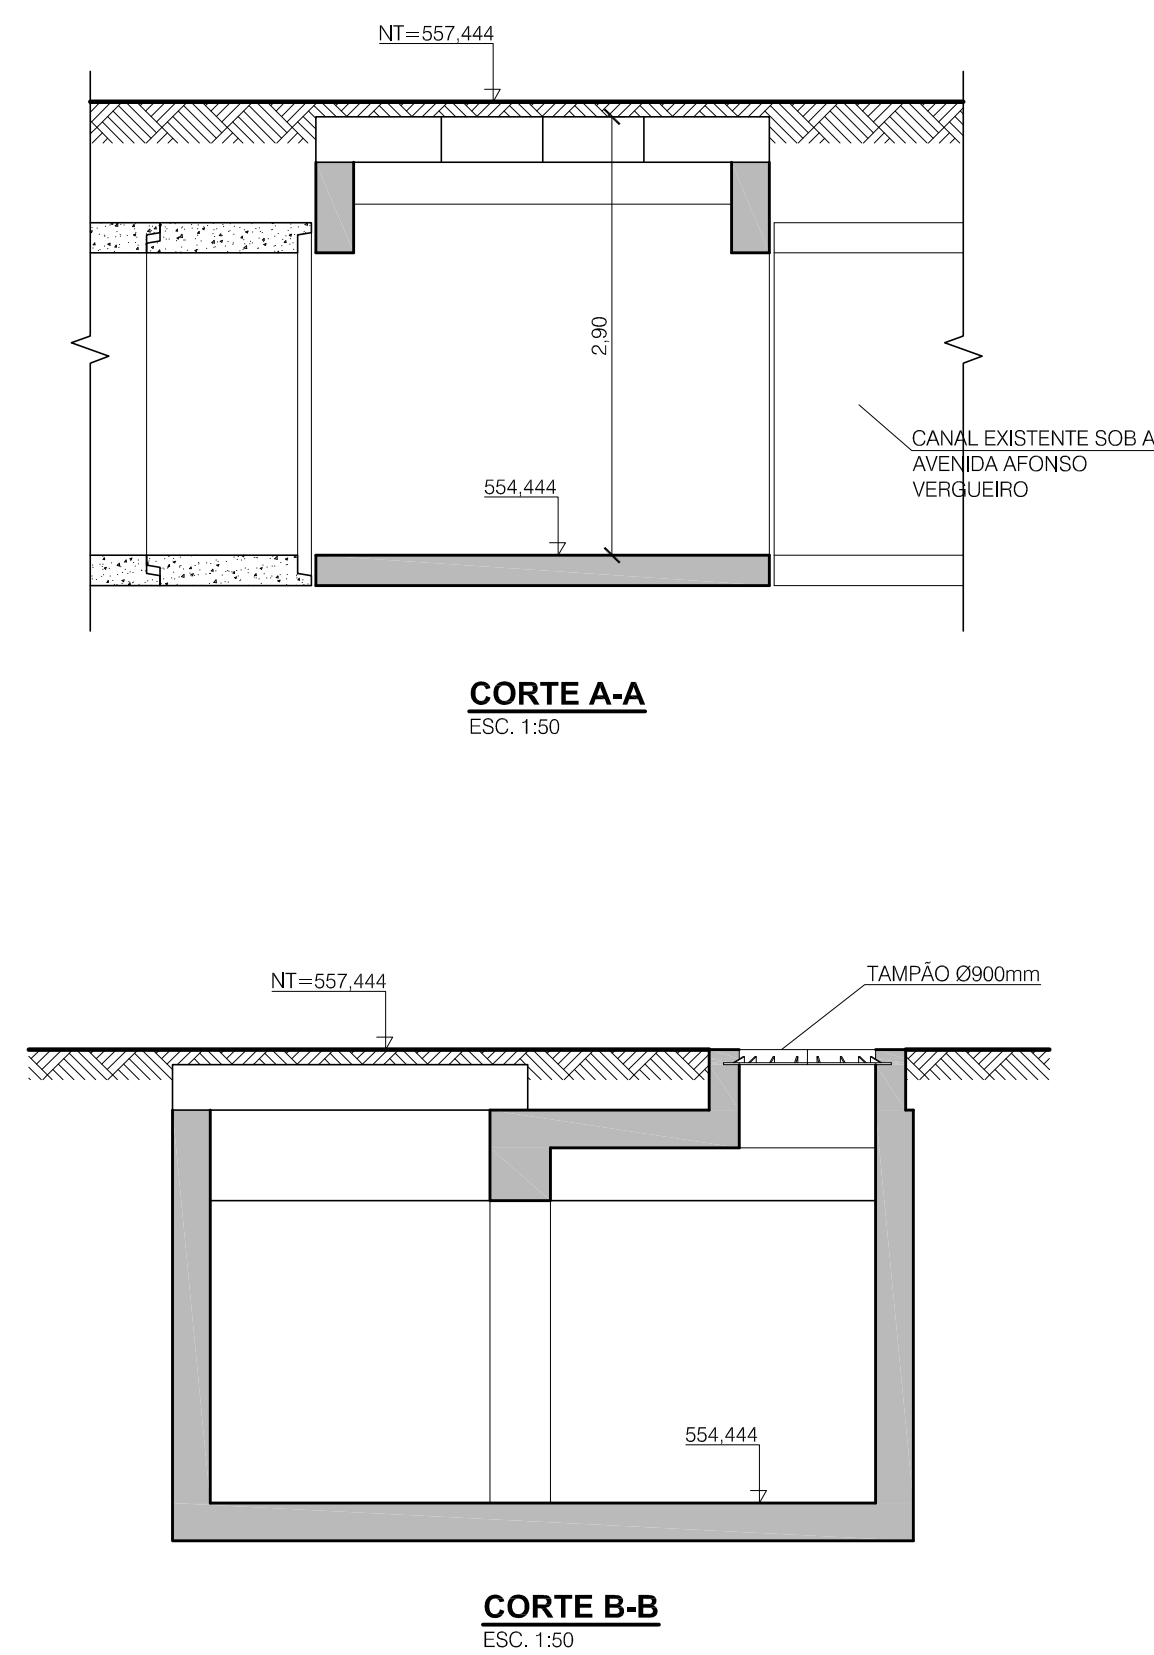 NT=557,444
2,90
CANAL EXISTENTE SOB A
AVENIDA AFONSO
VERGUEIRO
554,444
CORTE A-A
ESC. 1:50
TAMPÃO Ø900mm
NT=557,444
554,444
CORTE B-B
ESC. 1:50